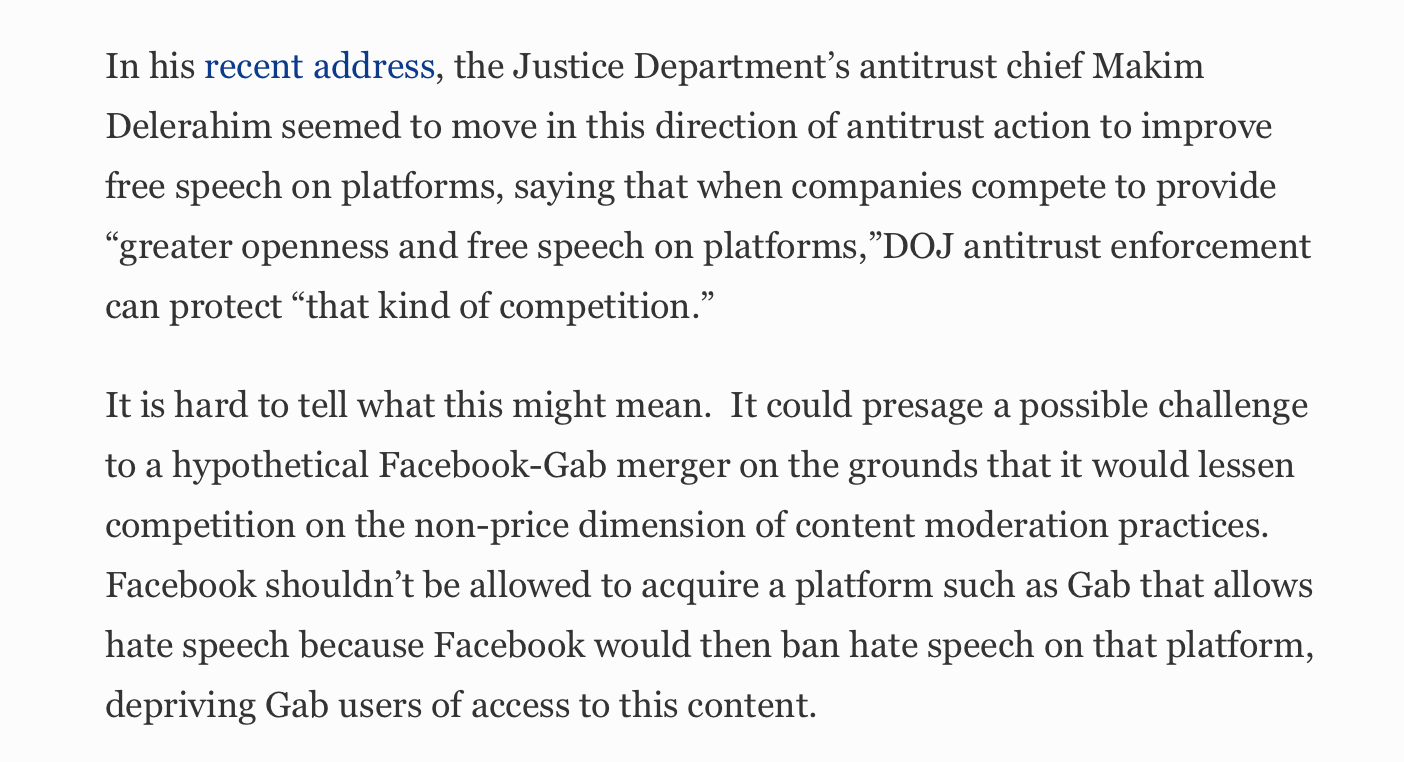 In his recent address, the Justice Department’s antitrust chief Makim
Delerahim seemed to move in this direction of antitrust action to improve
free speech on platforms, saying that when companies compete to provide
“greater openness and free speech on platforms,”DOJ antitrust enforcement
can protect “that kind of competition.”
It is hard to tell what this might mean.  It could presage a possible challenge
to a hypothetical Facebook-Gab merger on the grounds that it would lessen
competition on the non-price dimension of content moderation practices.
Facebook shouldn’t be allowed to acquire a platform such as Gab that allows
hate speech because Facebook would then ban hate speech on that platform,
depriving Gab users of access to this content.